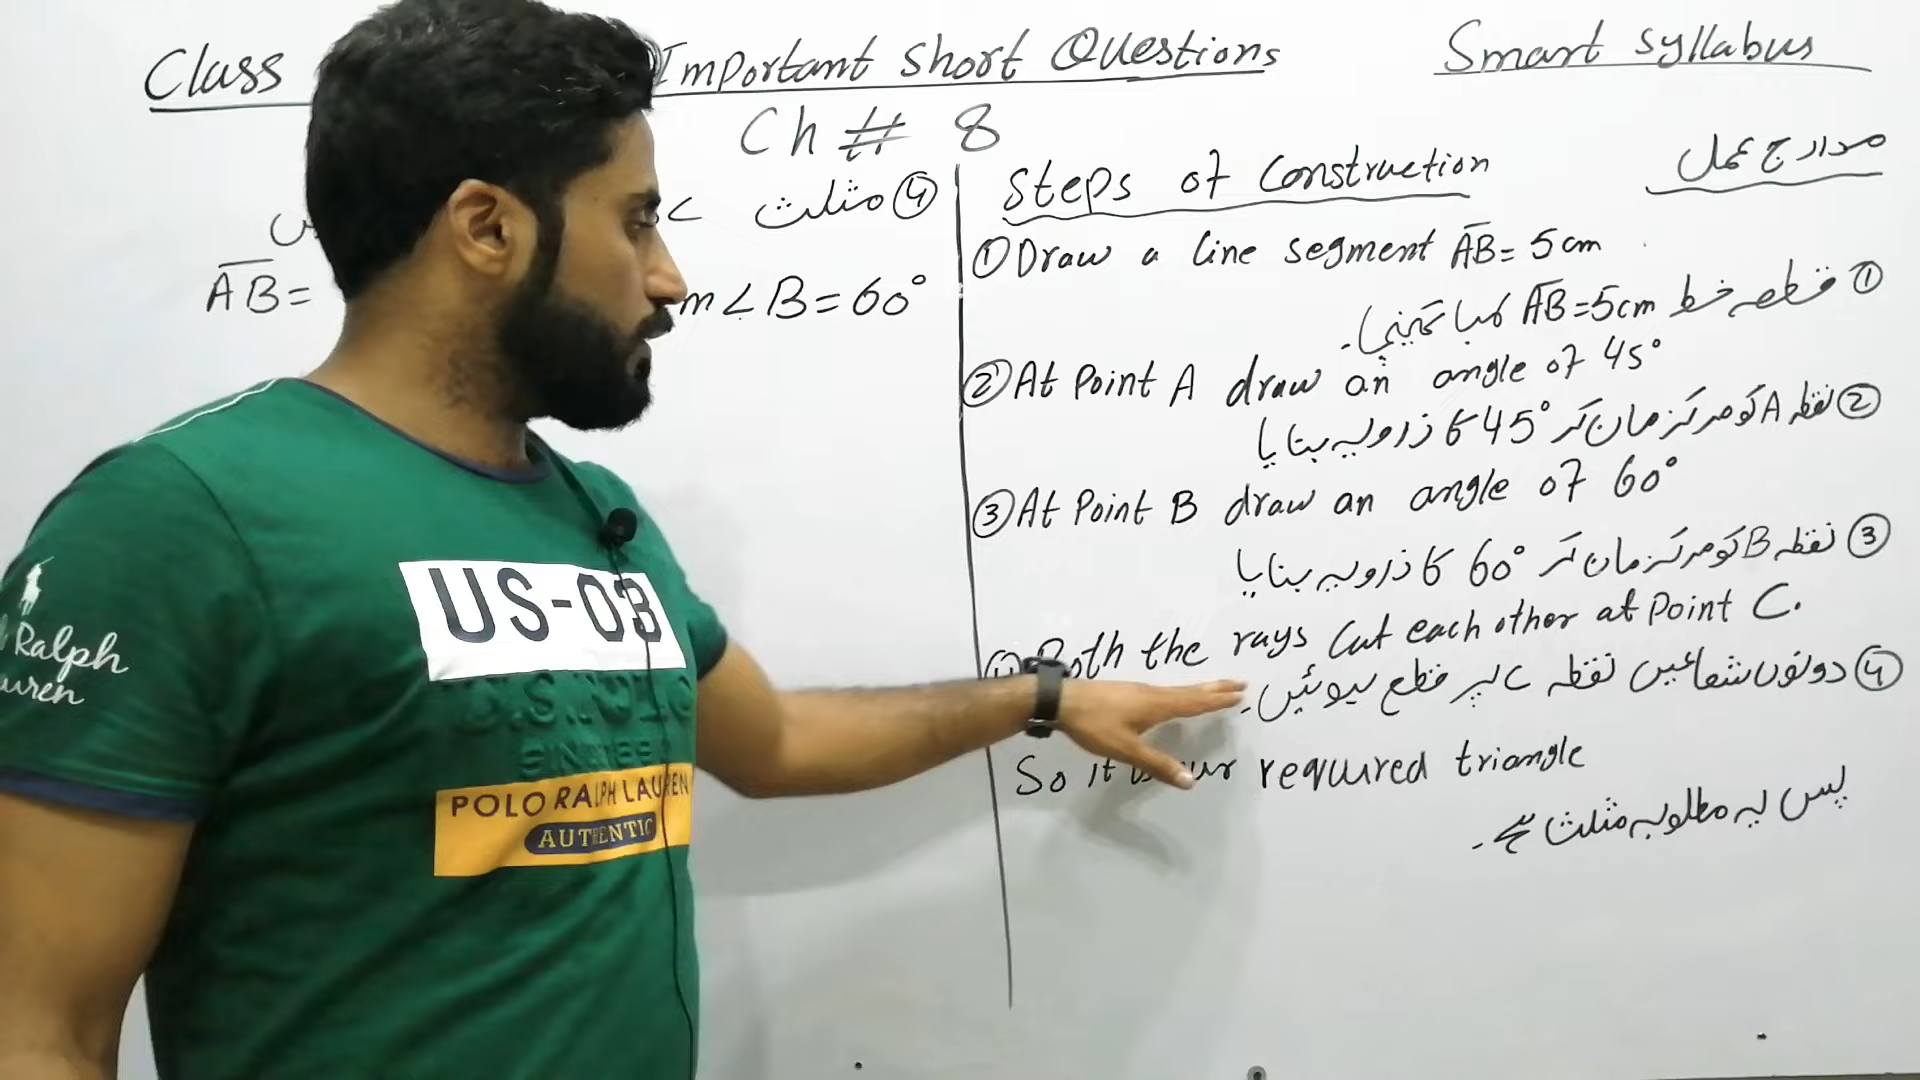 Class
Important Short Questions
Smart Syllabus
Ch # 8
④ مثلث
AB=
m∠B=60°
Steps of Construction
مدارج عمل
① Draw a line segment AB=5cm
① قطعہ خط AB=5cm لمبا کھینچا۔
② At Point A draw an angle of 45°
② نقطہ A کو مرکز مان کر 45° کا زاویہ بنایا
③ At Point B draw an angle of 60°
③ نقطہ B کو مرکز مان کر 60° کا زاویہ بنایا
Both the rays Cut each other at Point C.
④ دونوں شعاعیں نقطہ C پر قطع ہوئیں۔
So it our required triangle
پس یہ مطلوبہ مثلث ہے۔
US-03
POLO RALPH LAUREN
AUTHENTIC
Ralph
uren